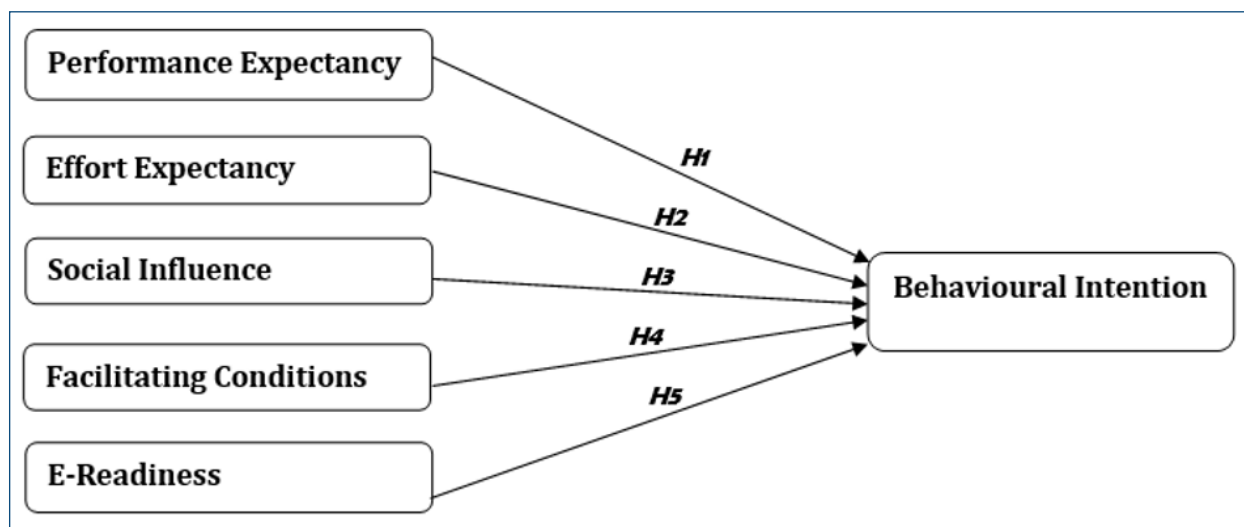 Performance Expectancy
Effort Expectancy
Social Influence
Facilitating Conditions
E-Readiness
H1
H2
H3
H4
H5
Behavioural Intention